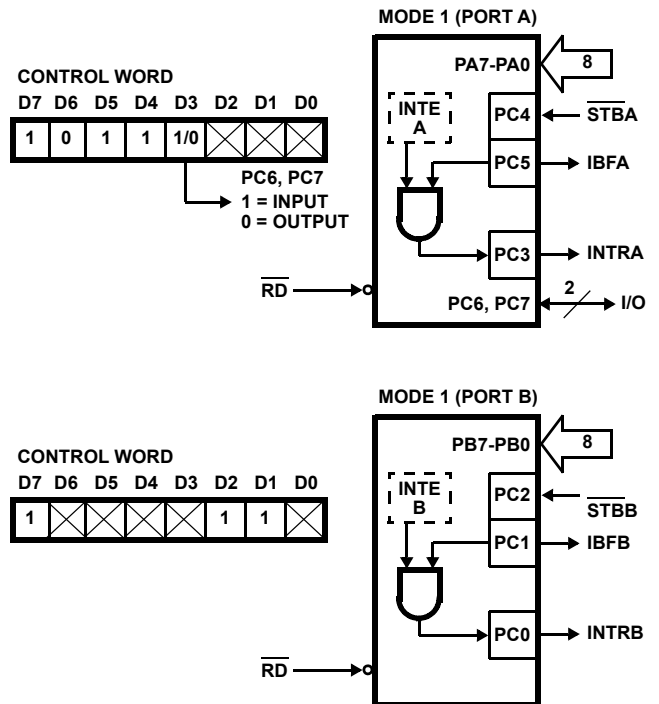 MODE 1 (PORT A)
CONTROL WORD
D7 D6 D5 D4 D3 D2 D1 D0
1 0 1 1 1/0
PC6, PC7
1 = INPUT
0 = OUTPUT
PA7-PA0
8
INTE
A
PC4
STBA
PC5
IBFA
PC3
INTRA
RD
PC6, PC7
2
I/O
MODE 1 (PORT B)
CONTROL WORD
D7 D6 D5 D4 D3 D2 D1 D0
1 1 1
PB7-PB0
8
INTE
B
PC2
STBB
PC1
IBFB
PC0
INTRB
RD